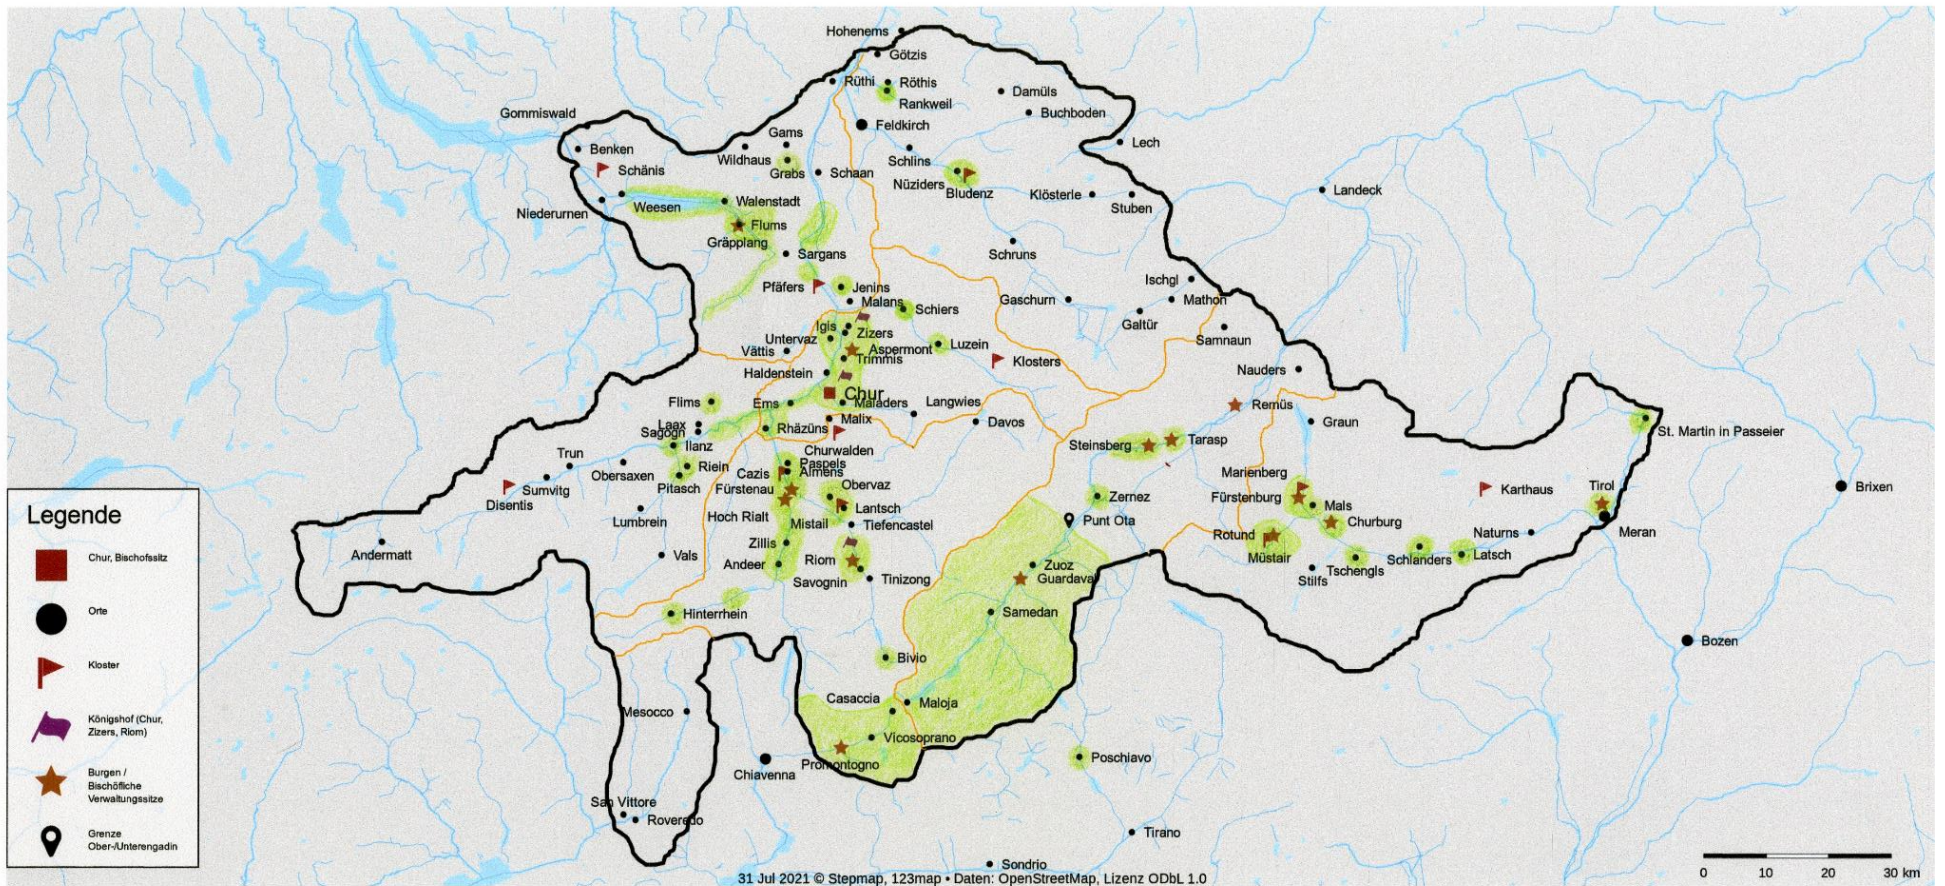 Hohenems
Götzis
Rüthi
Röthis
Rankweil
Damüls
Buchboden
Gommiswald
Feldkirch
Gams
Benken
Wildhaus
Schlins
Lech
Schänis
Grabs
Schaan
Nüziders
Bludenz
Landeck
Klösterle
Stuben
Niederurnen
Weesen
Walenstadt
Flums
Gräpplang
Sargans
Schruns
Pfäfers
Jenins
Ischgl
Malans
Gaschurn
Mathon
Schiers
Galtür
Igis
Zizers
Untervaz
Samnaun
Vättis
Aspermont
Luzein
Trimmis
Klosters
Haldenstein
Nauders
Chur
Flims
Ems
Maladers
Langwies
Remüs
Laax
Malix
Davos
Graun
Sagogn
Rhäzüns
St. Martin in Passeier
Ilanz
Steinsberg
Tarasp
Churwalden
Trun
Riein
Paspels
Obersaxen
Cazis
Almens
Marienberg
Sumvitg
Pitasch
Fürstenau
Obervaz
Zernez
Fürstenburg
Karthaus
Tirol
Brixen
Disentis
Lantsch
Mals
Lumbrein
Hoch Rialt
Mistail
Tiefencastel
Punt Ota
Churburg
Rotund
Naturns
Meran
Andermatt
Zillis
Vals
Müstair
Schlanders
Latsch
Andeer
Riom
Zuoz
Tschengls
Stilfs
Savognin
Tinizong
Guardaval
Hinterrhein
Samedan
Bozen
Bivio
Casaccia
Maloja
Mesocco
Vicosoprano
Promontogno
Poschiavo
Chiavenna
San Vittore
Roveredo
Tirano
Sondrio
Legende
Chur, Bischofssitz
Orte
Kloster
Königshof (Chur,
Zizers, Riom)
Burgen /
Bischöfliche
Verwaltungssitze
Grenze
Ober-/Unterengadin
0 10 20 30 km
31 Jul 2021 © Stepmap, 123map • Daten: OpenStreetMap, Lizenz ODbL 1.0